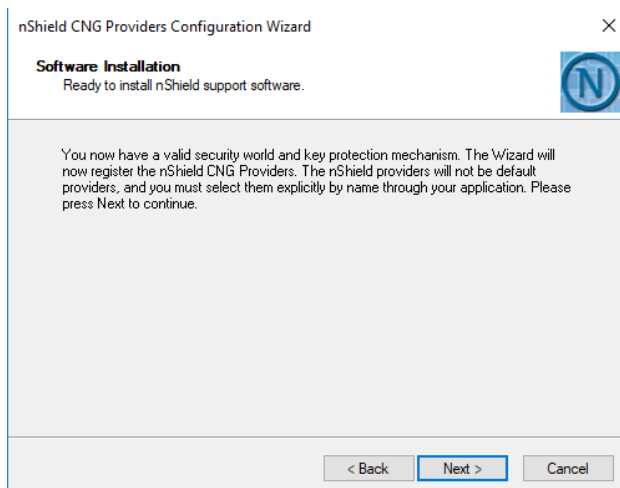 nShield CNG Providers Configuration Wizard
Software Installation
Ready to install nShield support software.
N
You now have a valid security world and key protection mechanism. The Wizard will
now register the nShield CNG Providers. The nShield providers will not be default
providers, and you must select them explicitly by name through your application. Please
press Next to continue.
< Back Next > Cancel